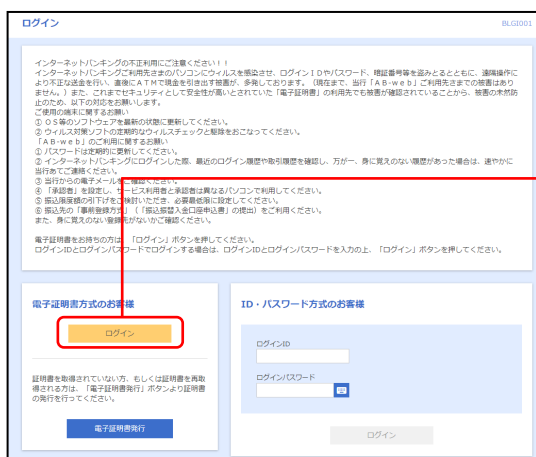 ログイン
BLGI001
インターネットバンキングの不正利用にご注意ください!!
インターネットバンキングご利用先さまのパソコンにウィルスを感染させ、ログインIDやパスワード、暗証番号等を盗みとるとともに、遠隔操作に
より不正な送金を行い、直後にATMで現金を引き出す被害が、多発しております。(現在まで、当行「AB-web」ご利用先さまでの被害はあり
ません。)また、これまでセキュリティとして安全性が高いとされていた「電子証明書」の利用先でも被害が確認されていることから、被害の未然防
止のため、以下の対応をお願いします。
ご使用の端末に関するお願い
① OS等のソフトウェアを最新の状態に更新してください。
② ウィルス対策ソフトの定期的なウィルスチェックと駆除をおこなってください。
「AB-web」のご利用に関するお願い
① パスワードは定期的に更新してください。
② インターネットバンキングにログインした際、最近のログイン履歴や取引履歴を確認し、万が一、身に覚えのない履歴があった場合は、速やかに
当行あてご連絡ください。
③ 当行からの電子メールをご確認ください。
④ 「承認者」を設定し、サービス利用者と承認者は異なるパソコンで利用してください。
⑤ 振込限度額の引下げをご検討いただき、必要最低限に設定してください。
⑥ 振込先の「事前登録方式」(「振込振替入金口座申込書」の提出)をご利用ください。
また、身に覚えのない登録先がないかご確認ください。
電子証明書をお持ちの方は、「ログイン」ボタンを押してください。
ログインIDとログインパスワードでログインする場合は、ログインIDとログインパスワードを入力の上、「ログイン」ボタンを押してください。
電子証明書方式のお客様
ログイン
証明書を取得されていない方、もしくは証明書を再取
得される方は、「電子証明書発行」ボタンより証明書
の発行を行ってください。
電子証明書発行
ID・パスワード方式のお客様
ログインID
ログインパスワード
ログイン